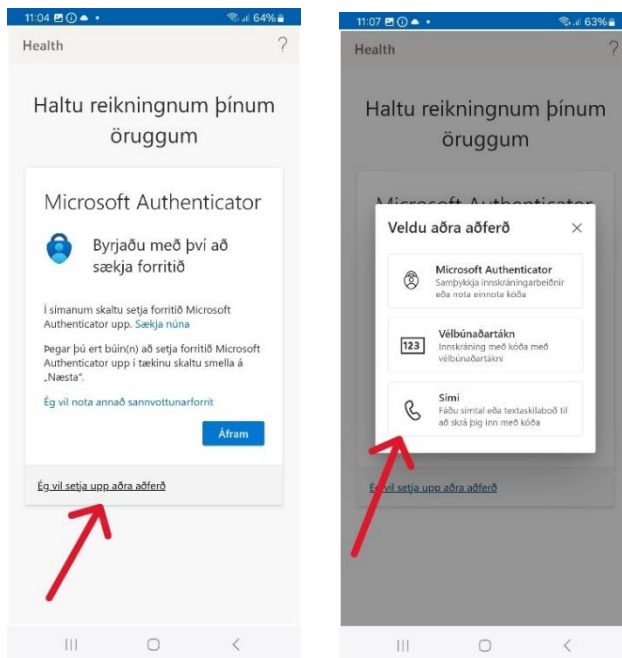 11:04 64%
Health ?
Haltu reikningnum þínum
öruggum
Microsoft Authenticator
Byrjaðu með því að
sækja forritið
Í símanum skaltu setja forritið Microsoft
Authenticator upp. Sækja núna
Þegar þú ert búin(n) að setja forritið Microsoft
Authenticator upp í tækinu skaltu smella á
„Næsta“.
Ég vil nota annað sannvottunarforrit
Áfram
Ég vil setja upp aðra aðferð
11:07 63%
Health ?
Haltu reikningnum þínum
öruggum
Microsoft Authenticator
Veldu aðra aðferð
Microsoft Authenticator
Samþykkja innskráningarbeiðnir
eða nota einnota kóða
123
Vélbúnaðartákn
Innskráning með kóða með
vélbúnaðartákni
Sími
Fáðu símtal eða textaskilaboð til
að skrá þig inn með kóða
Ég vil setja upp aðra aðferð